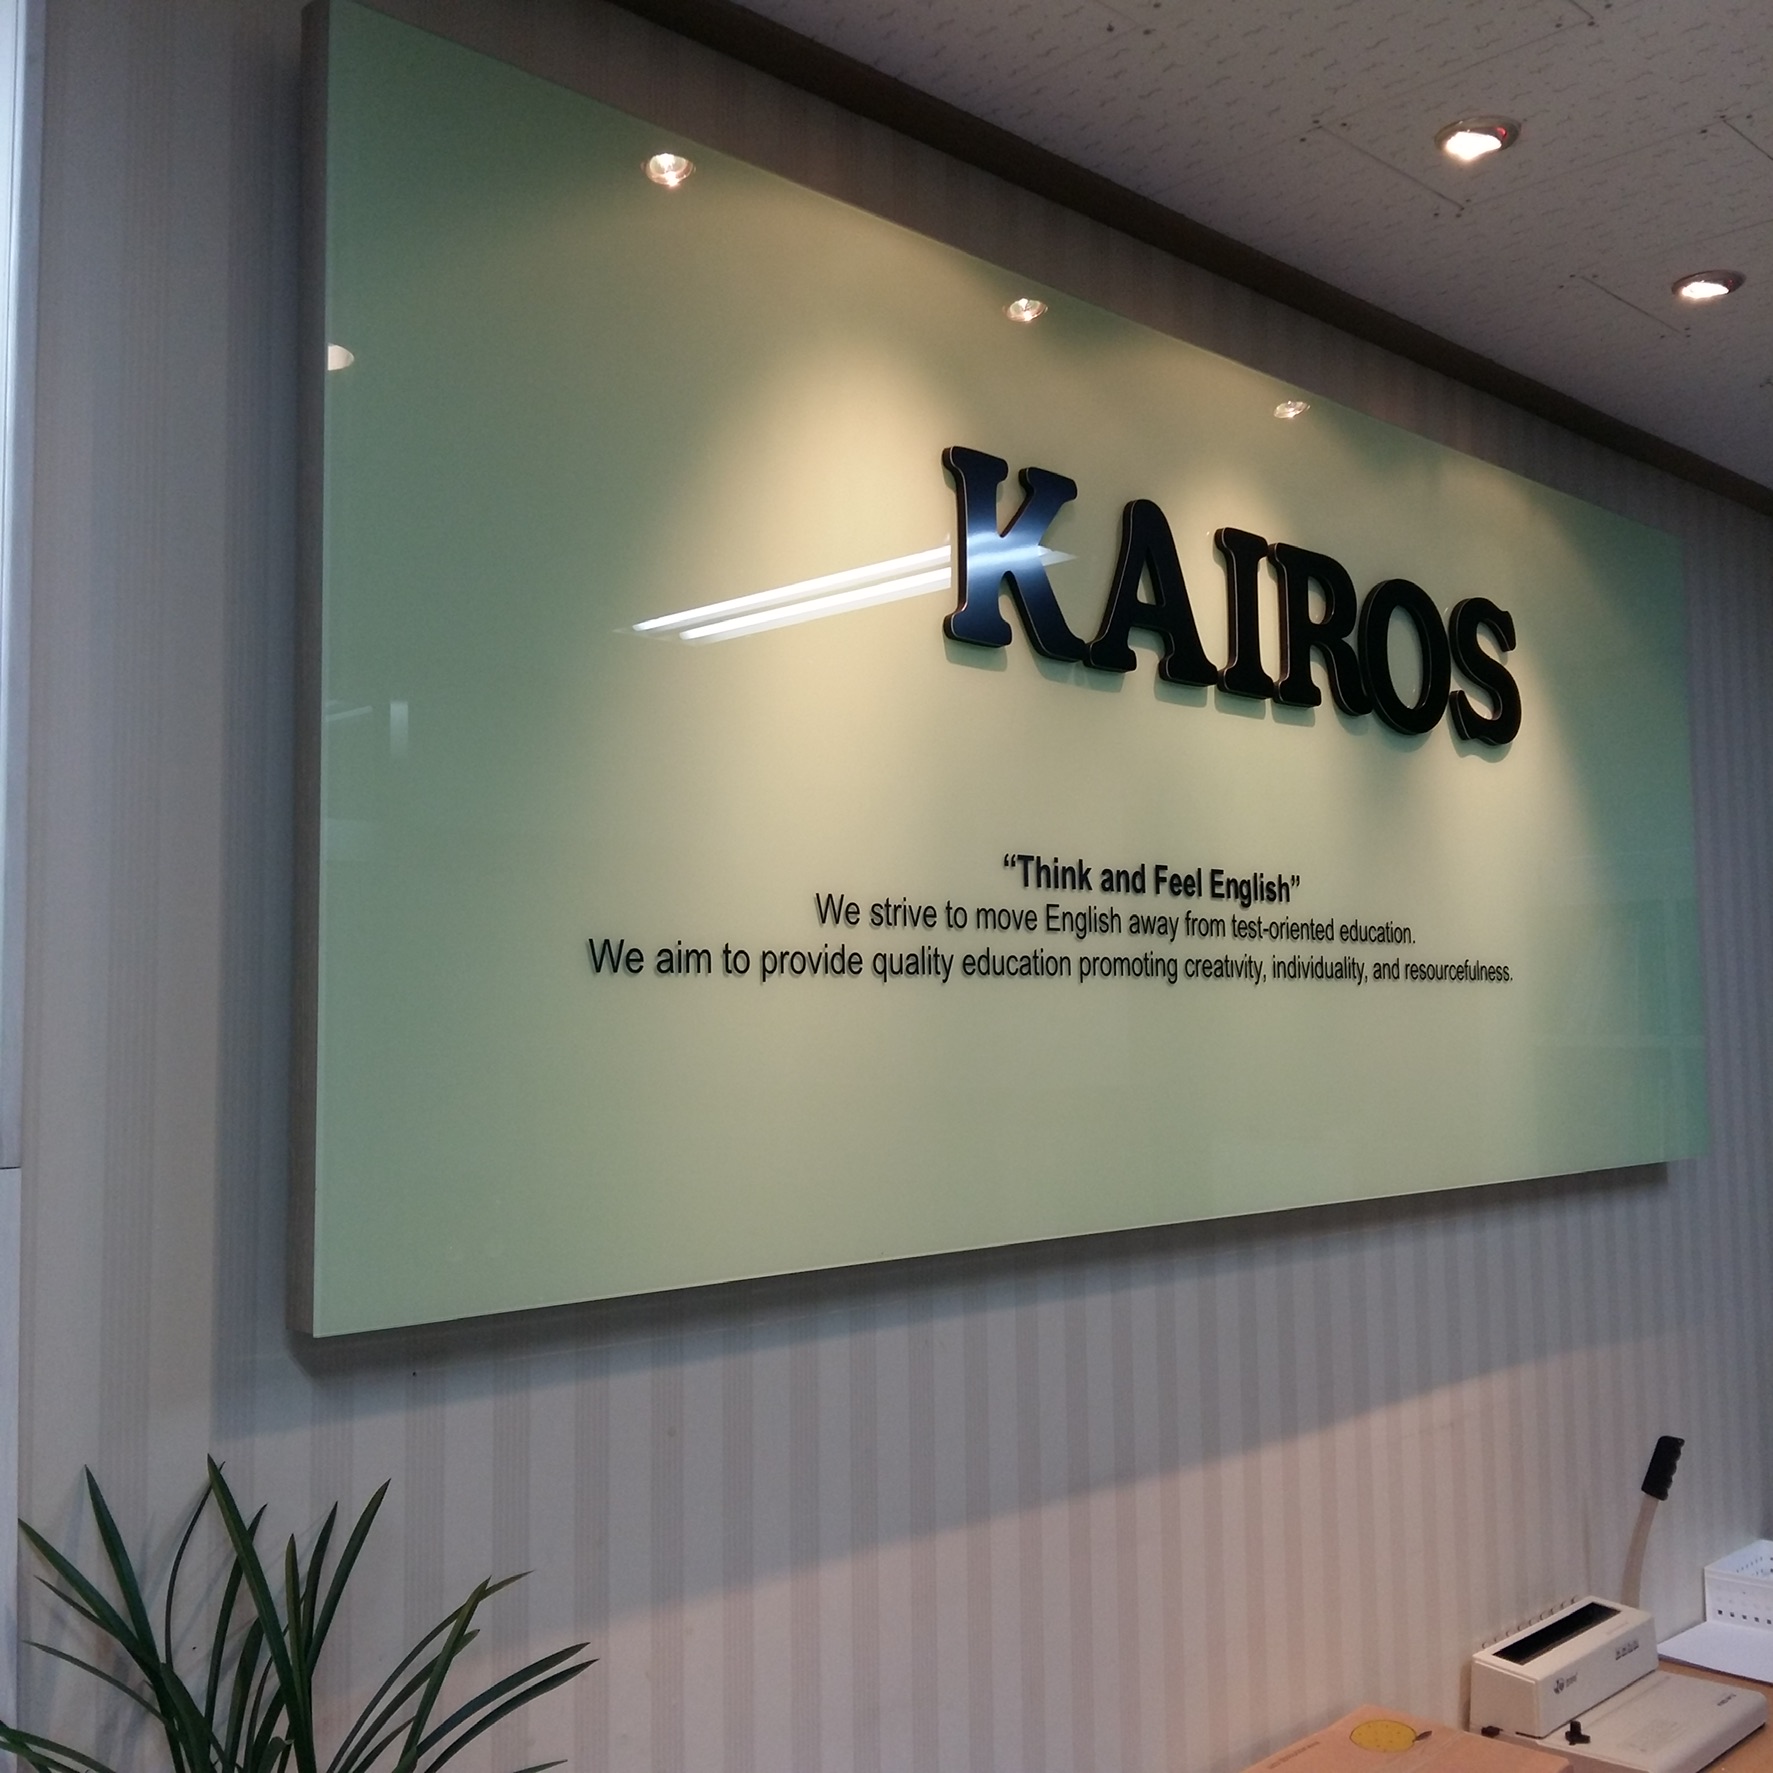 KAIROS
“Think and Feel English”
We strive to move English away from test-oriented education.
We aim to provide quality education promoting creativity, individuality, and resourcefulness.